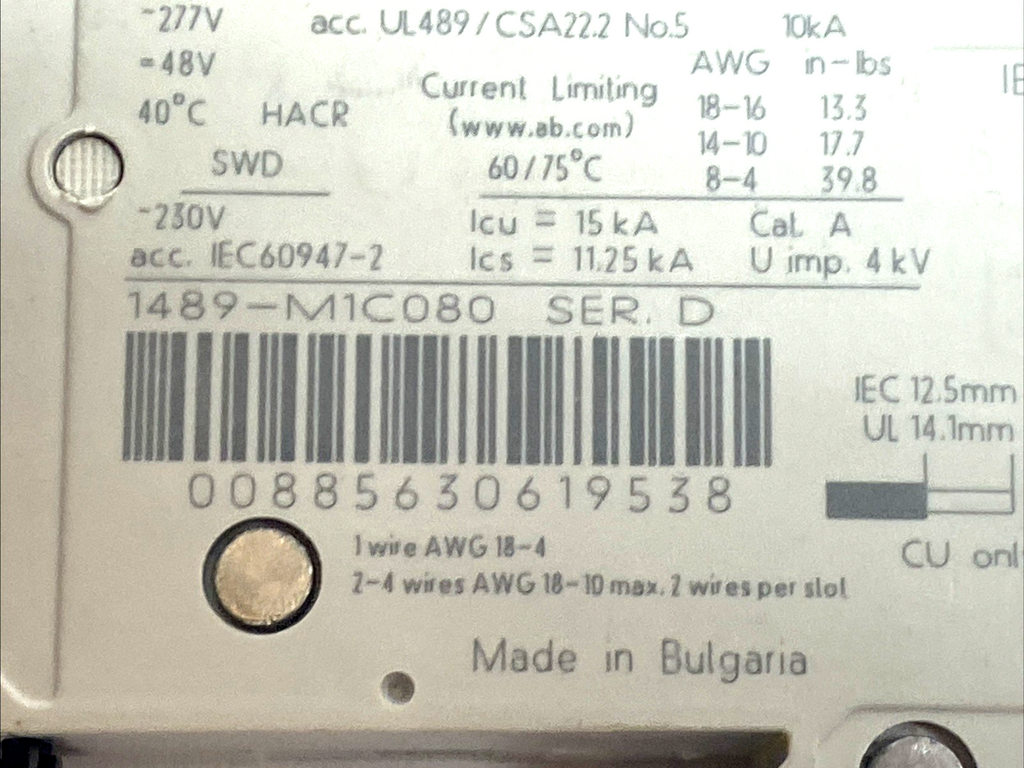 ~277V acc. UL489/CSA22.2 No.5 10kA
=48V AWG in-lbs
40°C HACR Current Limiting 18-16 13.3
(www.ab.com) 14-10 17.7
SWD 60/75°C 8-4 39.8
~230V Icu = 15 kA Cat. A
acc. IEC60947-2 Ics = 11.25 kA U imp. 4 kV
1489-M1C080 SER. D
IEC 12.5mm
UL 14.1mm
00885630619538
1 wire AWG 18-4
2-4 wires AWG 18-10 max. 2 wires per slot
CU
Made in Bulgaria